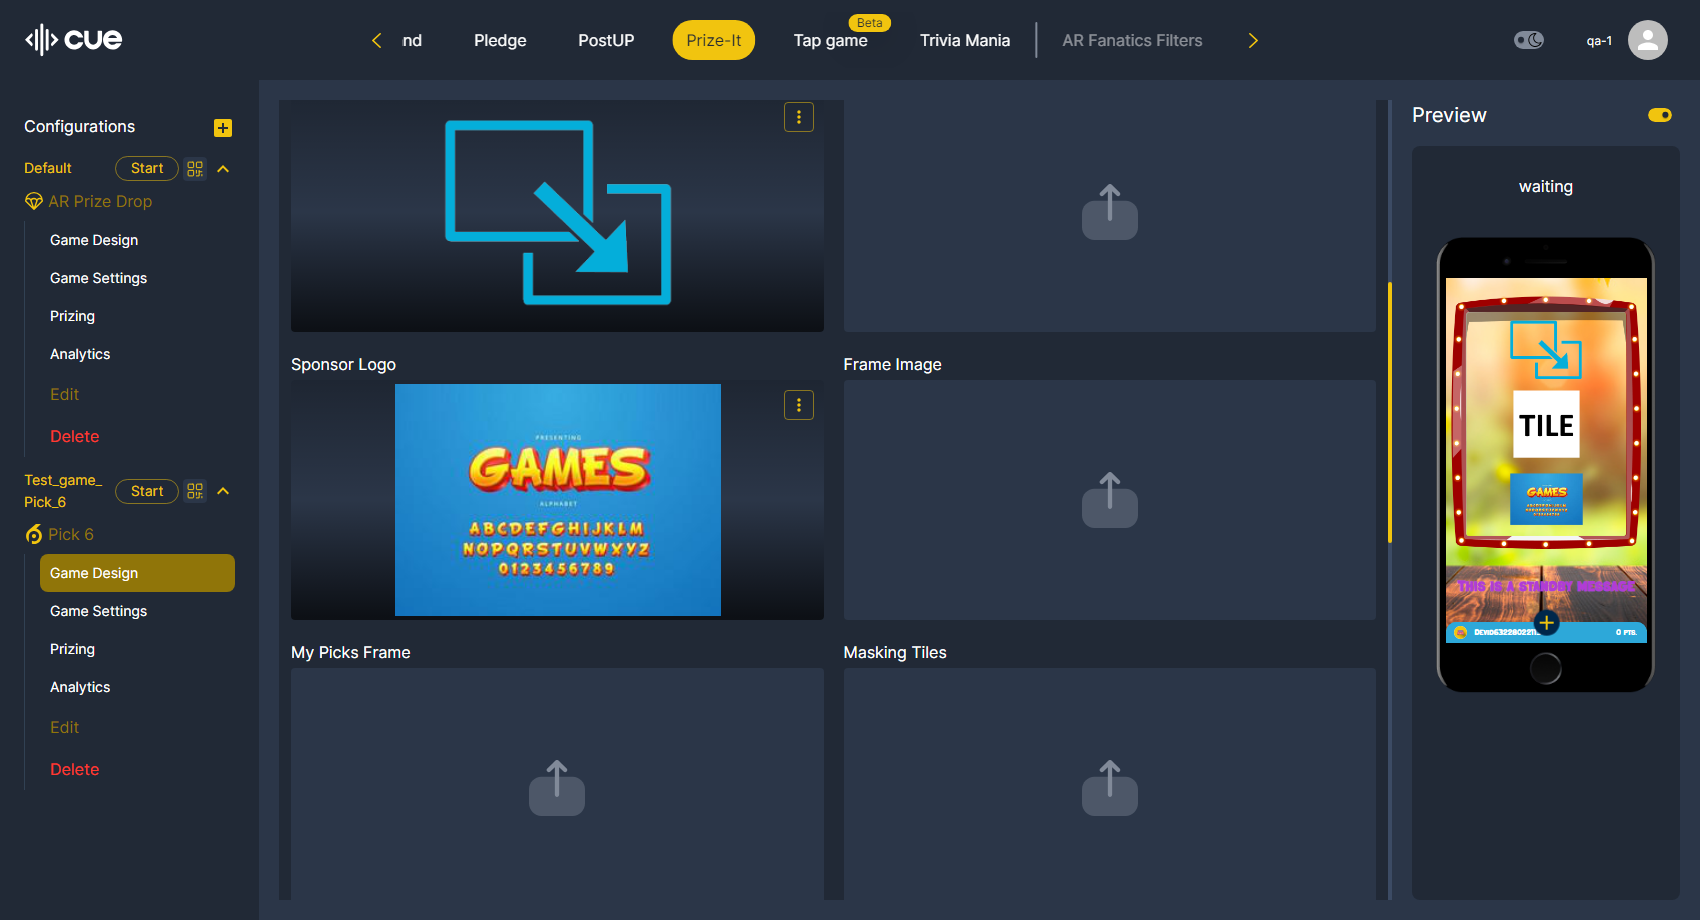 cue
nd
Pledge
PostUP
Prize-It
Beta
Tap game
Trivia Mania
AR Fanatics Filters
qa-1
Configurations
Default
Start
AR Prize Drop
Game Design
Game Settings
Prizing
Analytics
Edit
Delete
Test_game_
Pick_6
Start
Pick 6
Game Design
Game Settings
Prizing
Analytics
Edit
Delete
Sponsor Logo
PRESENTING
GAMES
ALPHABET
ABCDEFGHIJKLM
NOPQRSTUVWXYZ
0123456789
Frame Image
My Picks Frame
Masking Tiles
Preview
waiting
TILE
GAMES
This is a standby message
0 pts.